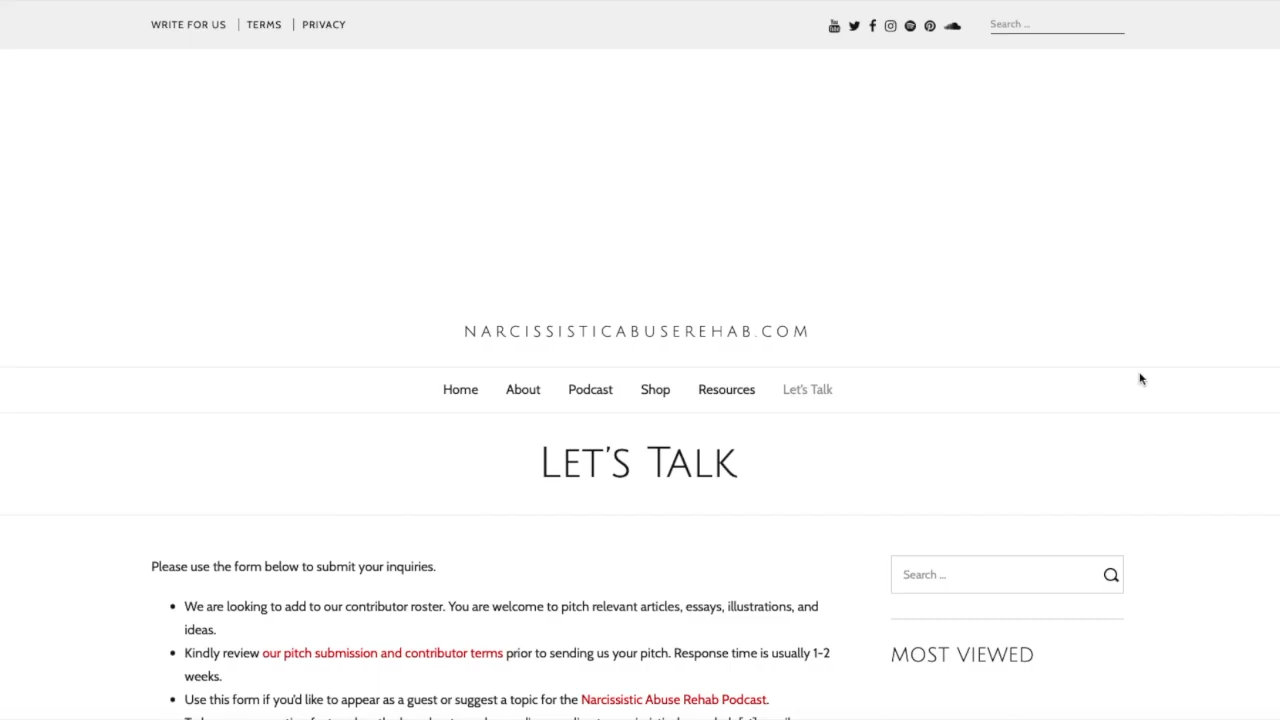 WRITE FOR US
TERMS
PRIVACY
You Tube
Search ...
NARCISSISTICABUSEREHAB.COM
Home
About
Podcast
Shop
Resources
Let's Talk
LET'S TALK
Please use the form below to submit your inquiries.
• We are looking to add to our contributor roster. You are welcome to pitch relevant articles, essays, illustrations, and
ideas.
• Kindly review our pitch submission and contributor terms prior to sending us your pitch. Response time is usually 1-2
weeks.
• Use this form if you'd like to appear as a guest or suggest a topic for the Narcissistic Abuse Rehab Podcast.
Search ...
MOST VIEWED